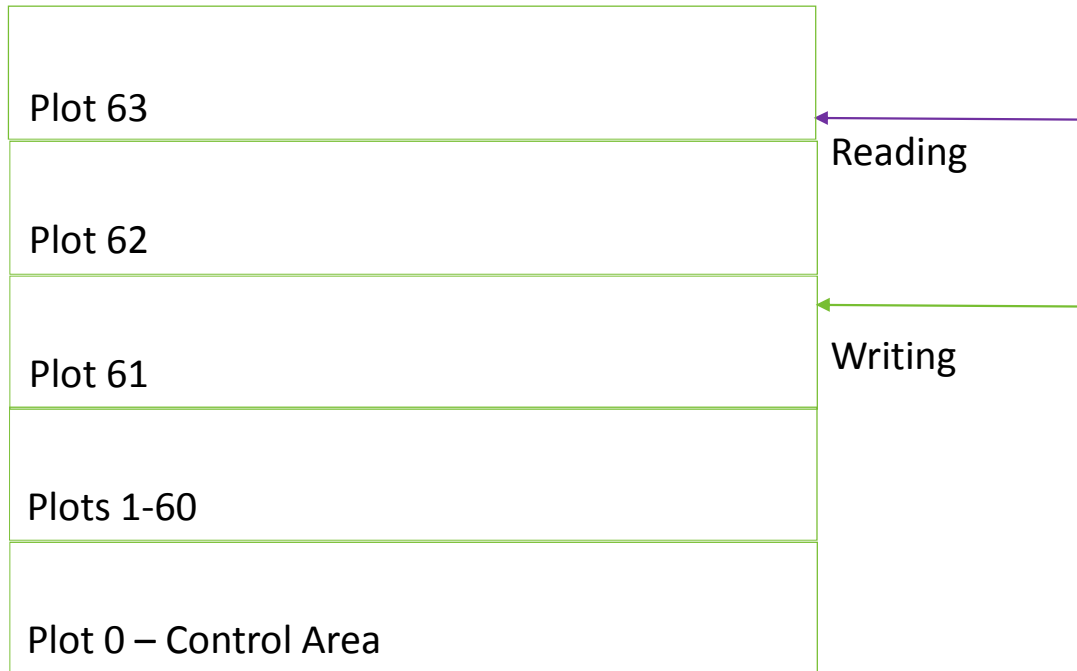 Plot 63
Reading
Plot 62
Plot 61
Writing
Plots 1-60
Plot 0 – Control Area